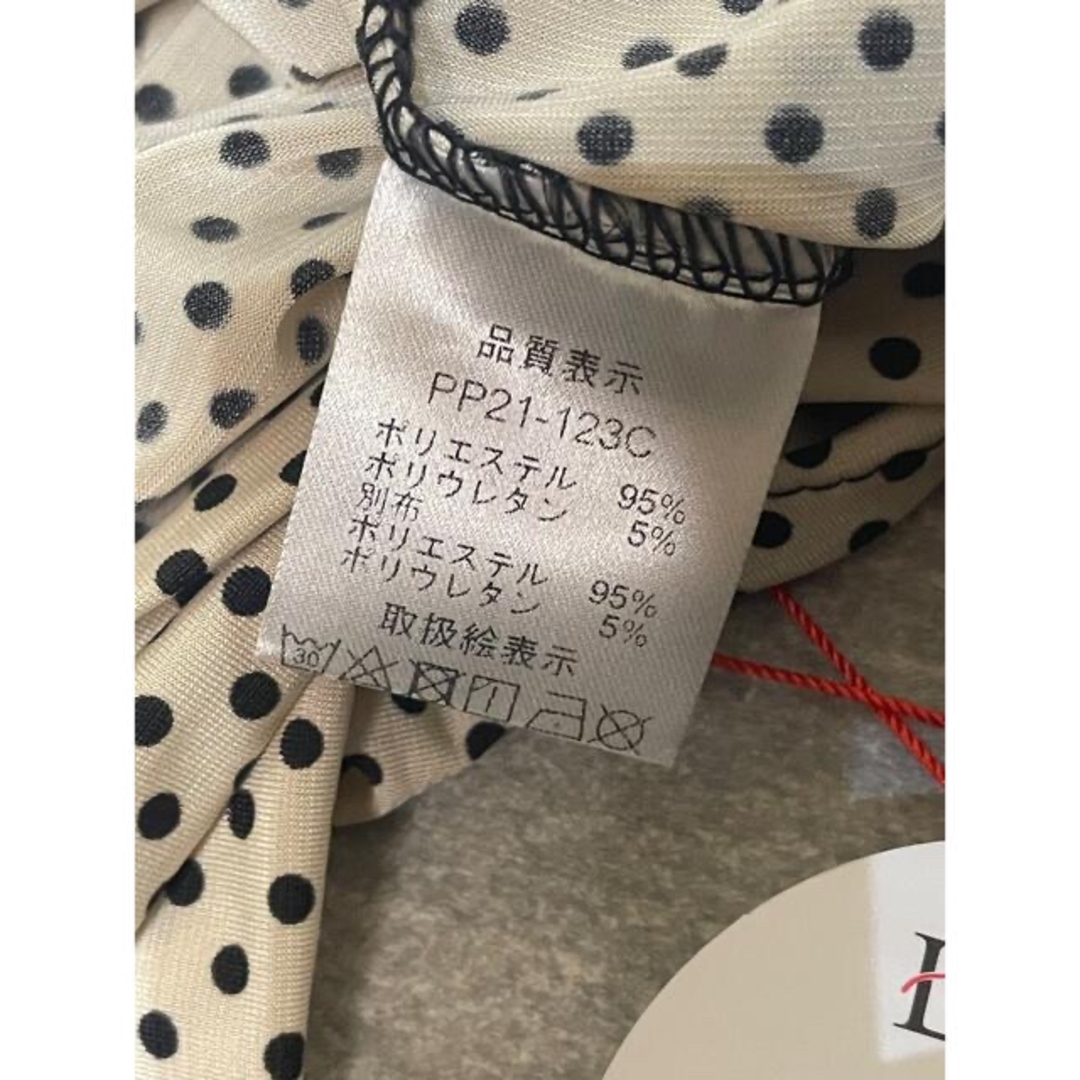 品質表示
PP21-123C
ポリエステル 95%
ポリウレタン 5%
別布
ポリエステル 95%
ポリウレタン 5%
取扱絵表示
30